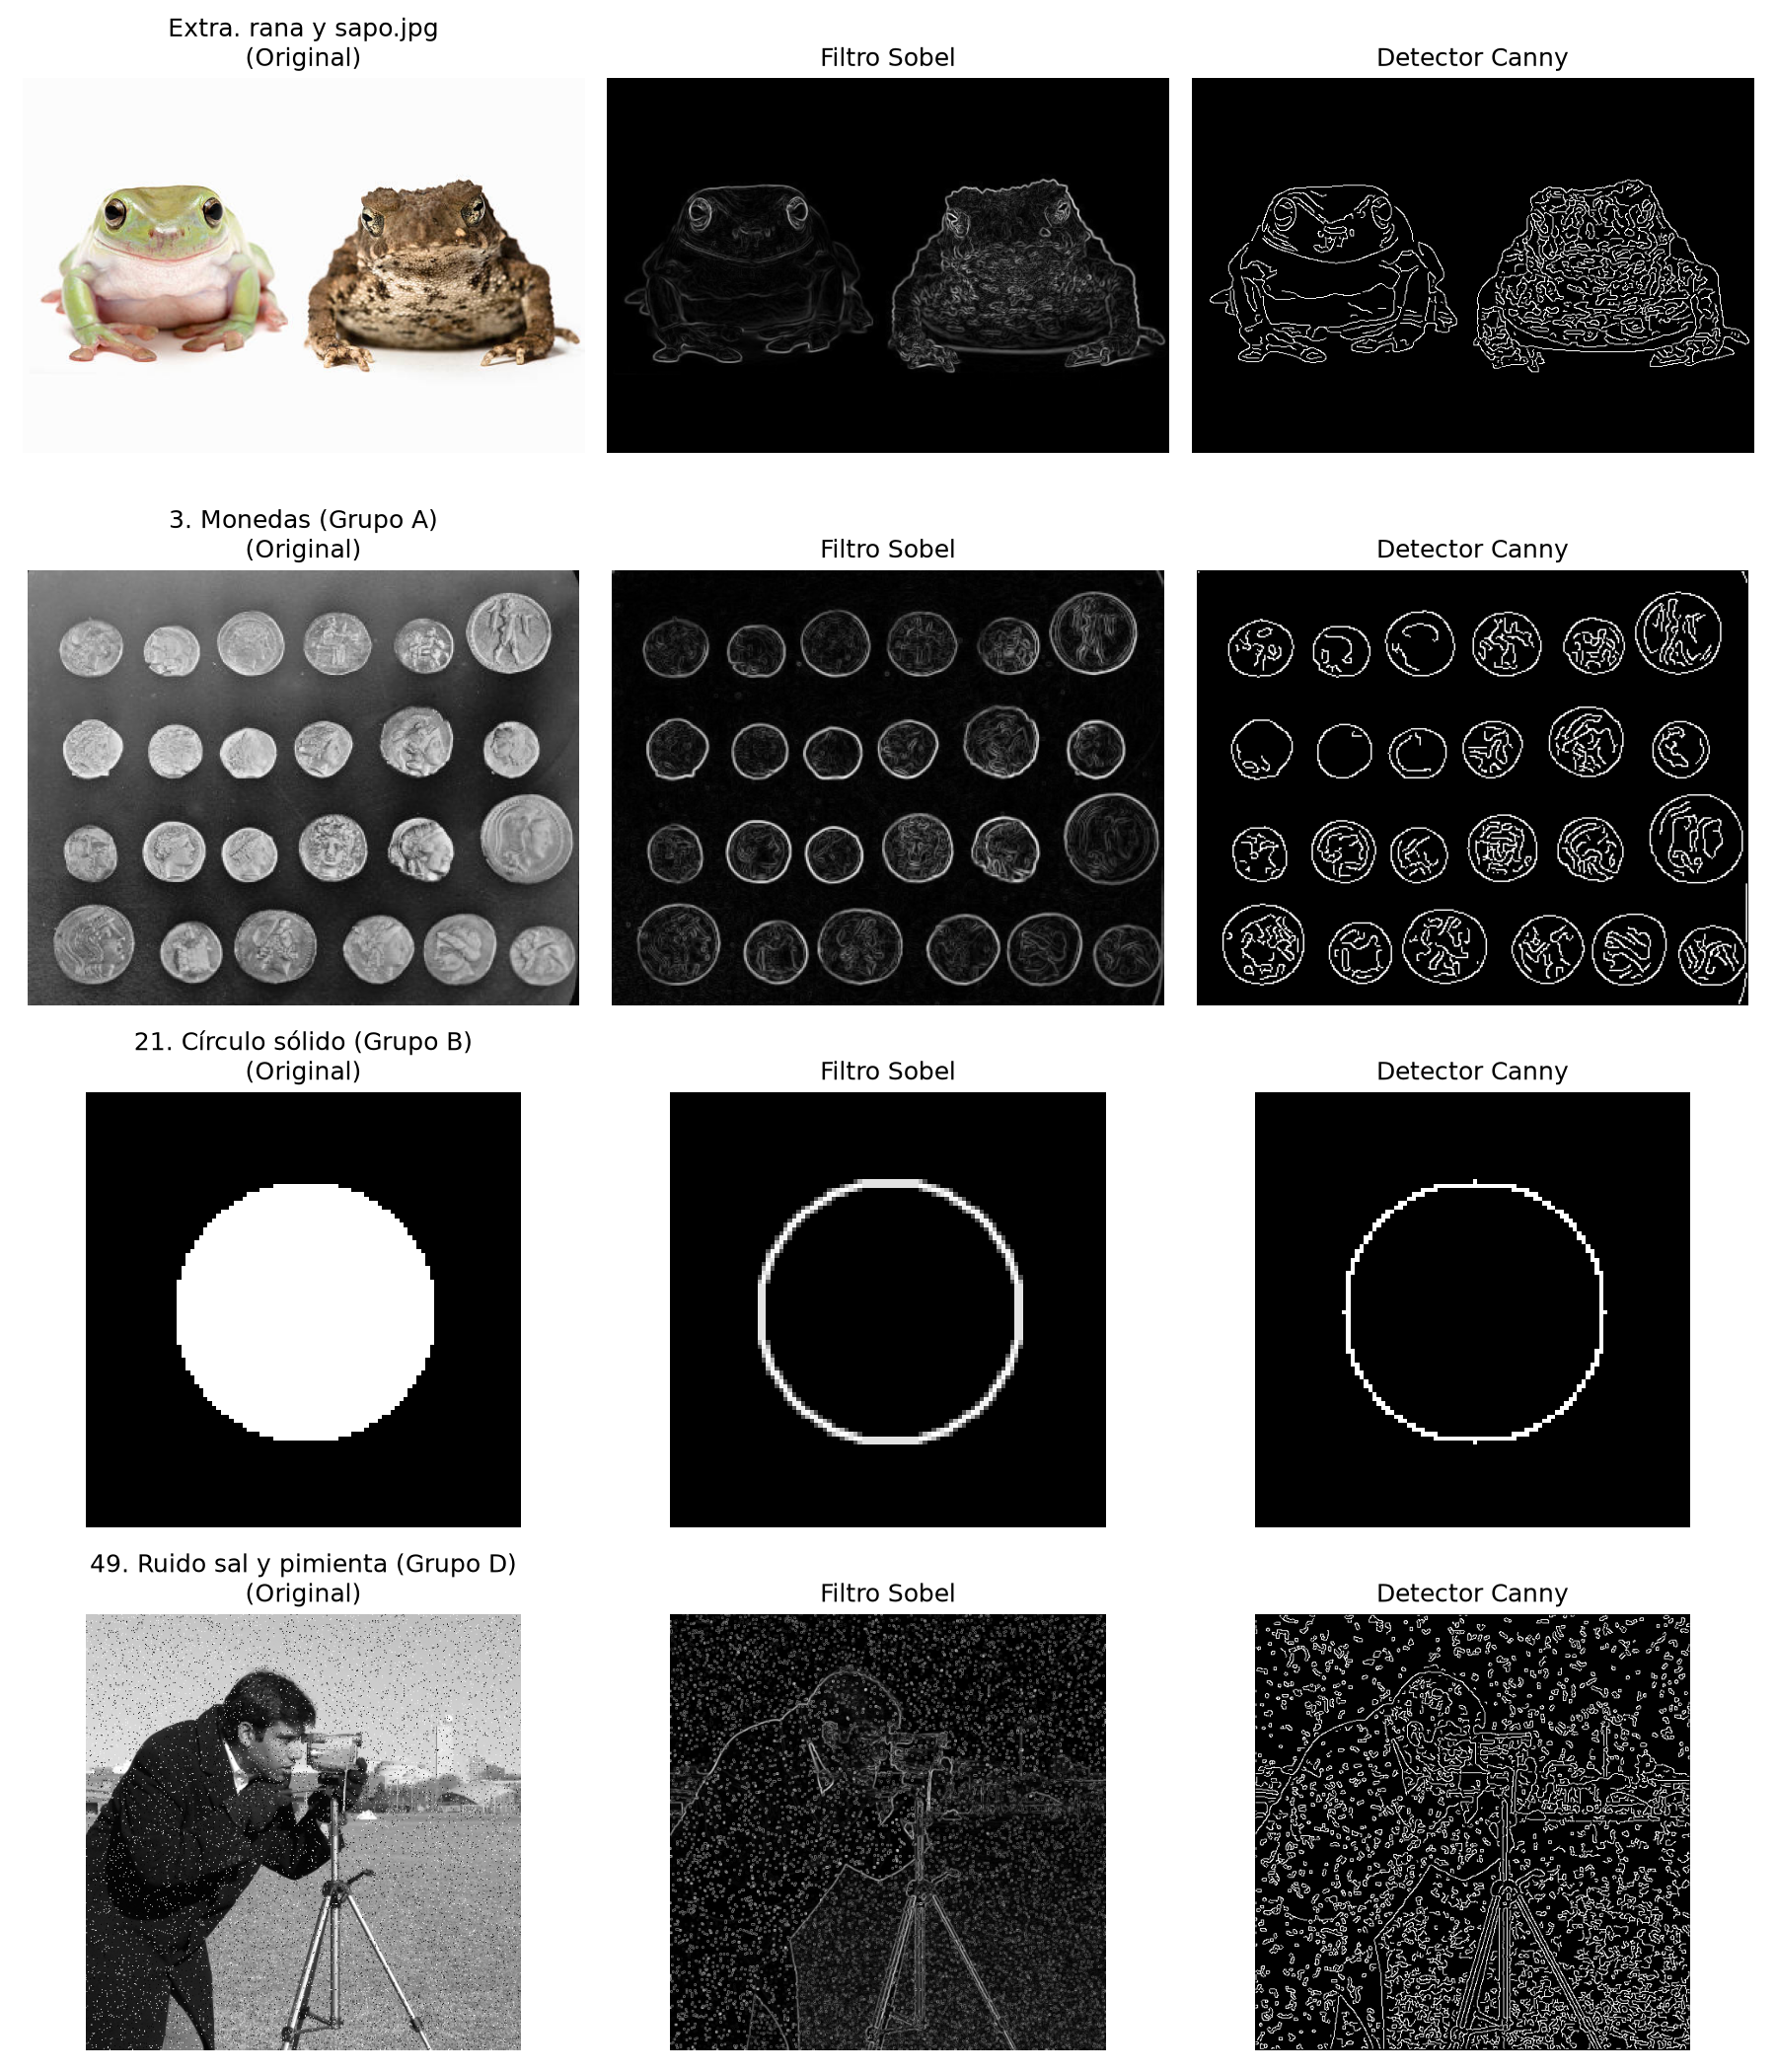 Extra. rana y sapo.jpg
(Original)
Filtro Sobel
Detector Canny
3. Monedas (Grupo A)
(Original)
Filtro Sobel
Detector Canny
21. Círculo sólido (Grupo B)
(Original)
Filtro Sobel
Detector Canny
49. Ruido sal y pimienta (Grupo D)
(Original)
Filtro Sobel
Detector Canny